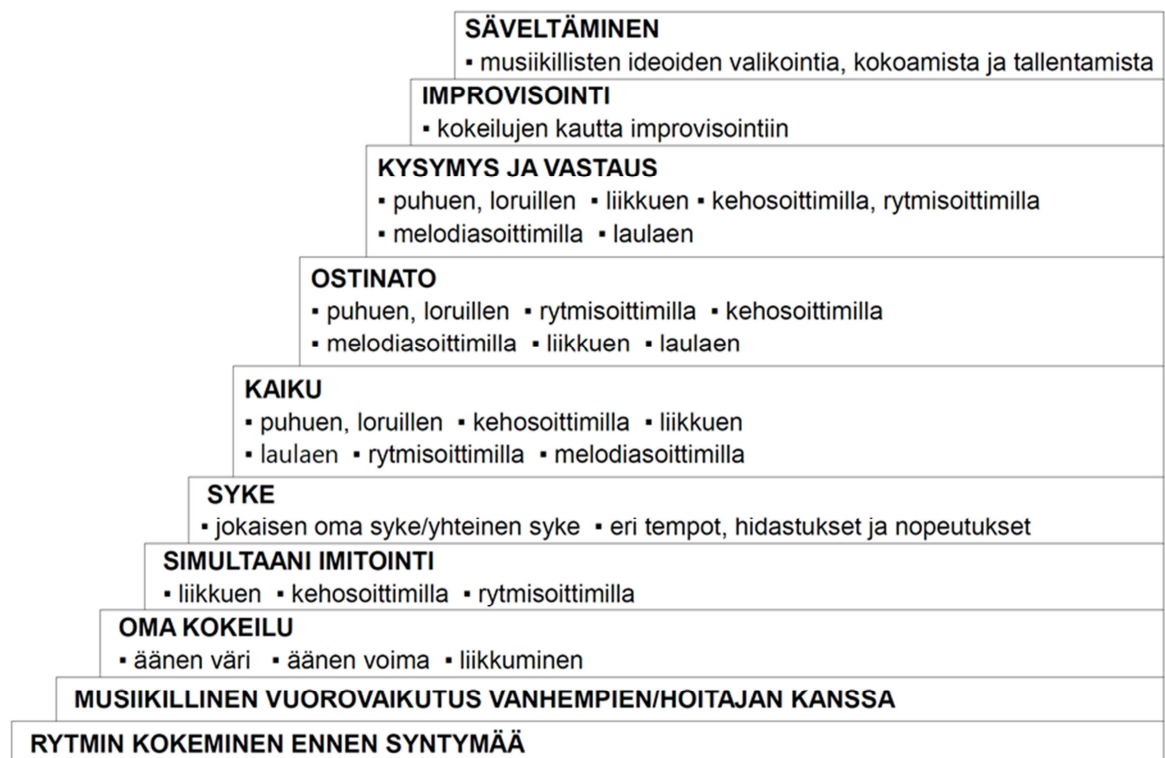 SÄVELTÄMINEN
▪ musiikillisten ideoiden valikointia, kokoamista ja tallentamista
IMPROVISOINTI
▪ kokeilujen kautta improvisointiin
KYSYMYS JA VASTAUS
▪ puhuen, loruillen ▪ liikkuen ▪ kehosoittimilla, rytmisoittimilla
▪ melodiasoittimilla ▪ laulaen
OSTINATO
▪ puhuen, loruillen ▪ rytmisoittimilla ▪ kehosoittimilla
▪ melodiasoittimilla ▪ liikkuen ▪ laulaen
KAIKU
▪ puhuen, loruillen ▪ kehosoittimilla ▪ liikkuen
▪ laulaen ▪ rytmisoittimilla ▪ melodiasoittimilla
SYKE
▪ jokaisen oma syke/yhteinen syke ▪ eri tempot, hidastukset ja nopeutukset
SIMULTAANI IMITOINTI
▪ liikkuen ▪ kehosoittimilla ▪ rytmisoittimilla
OMA KOKEILU
▪ äänen väri ▪ äänen voima ▪ liikkuminen
MUSIIKILLINEN VUOROVAIKUTUS VANHEMPIEN/HOITAJAN KANSSA
RYTMIN KOKEMINEN ENNEN SYNTYMÄÄ